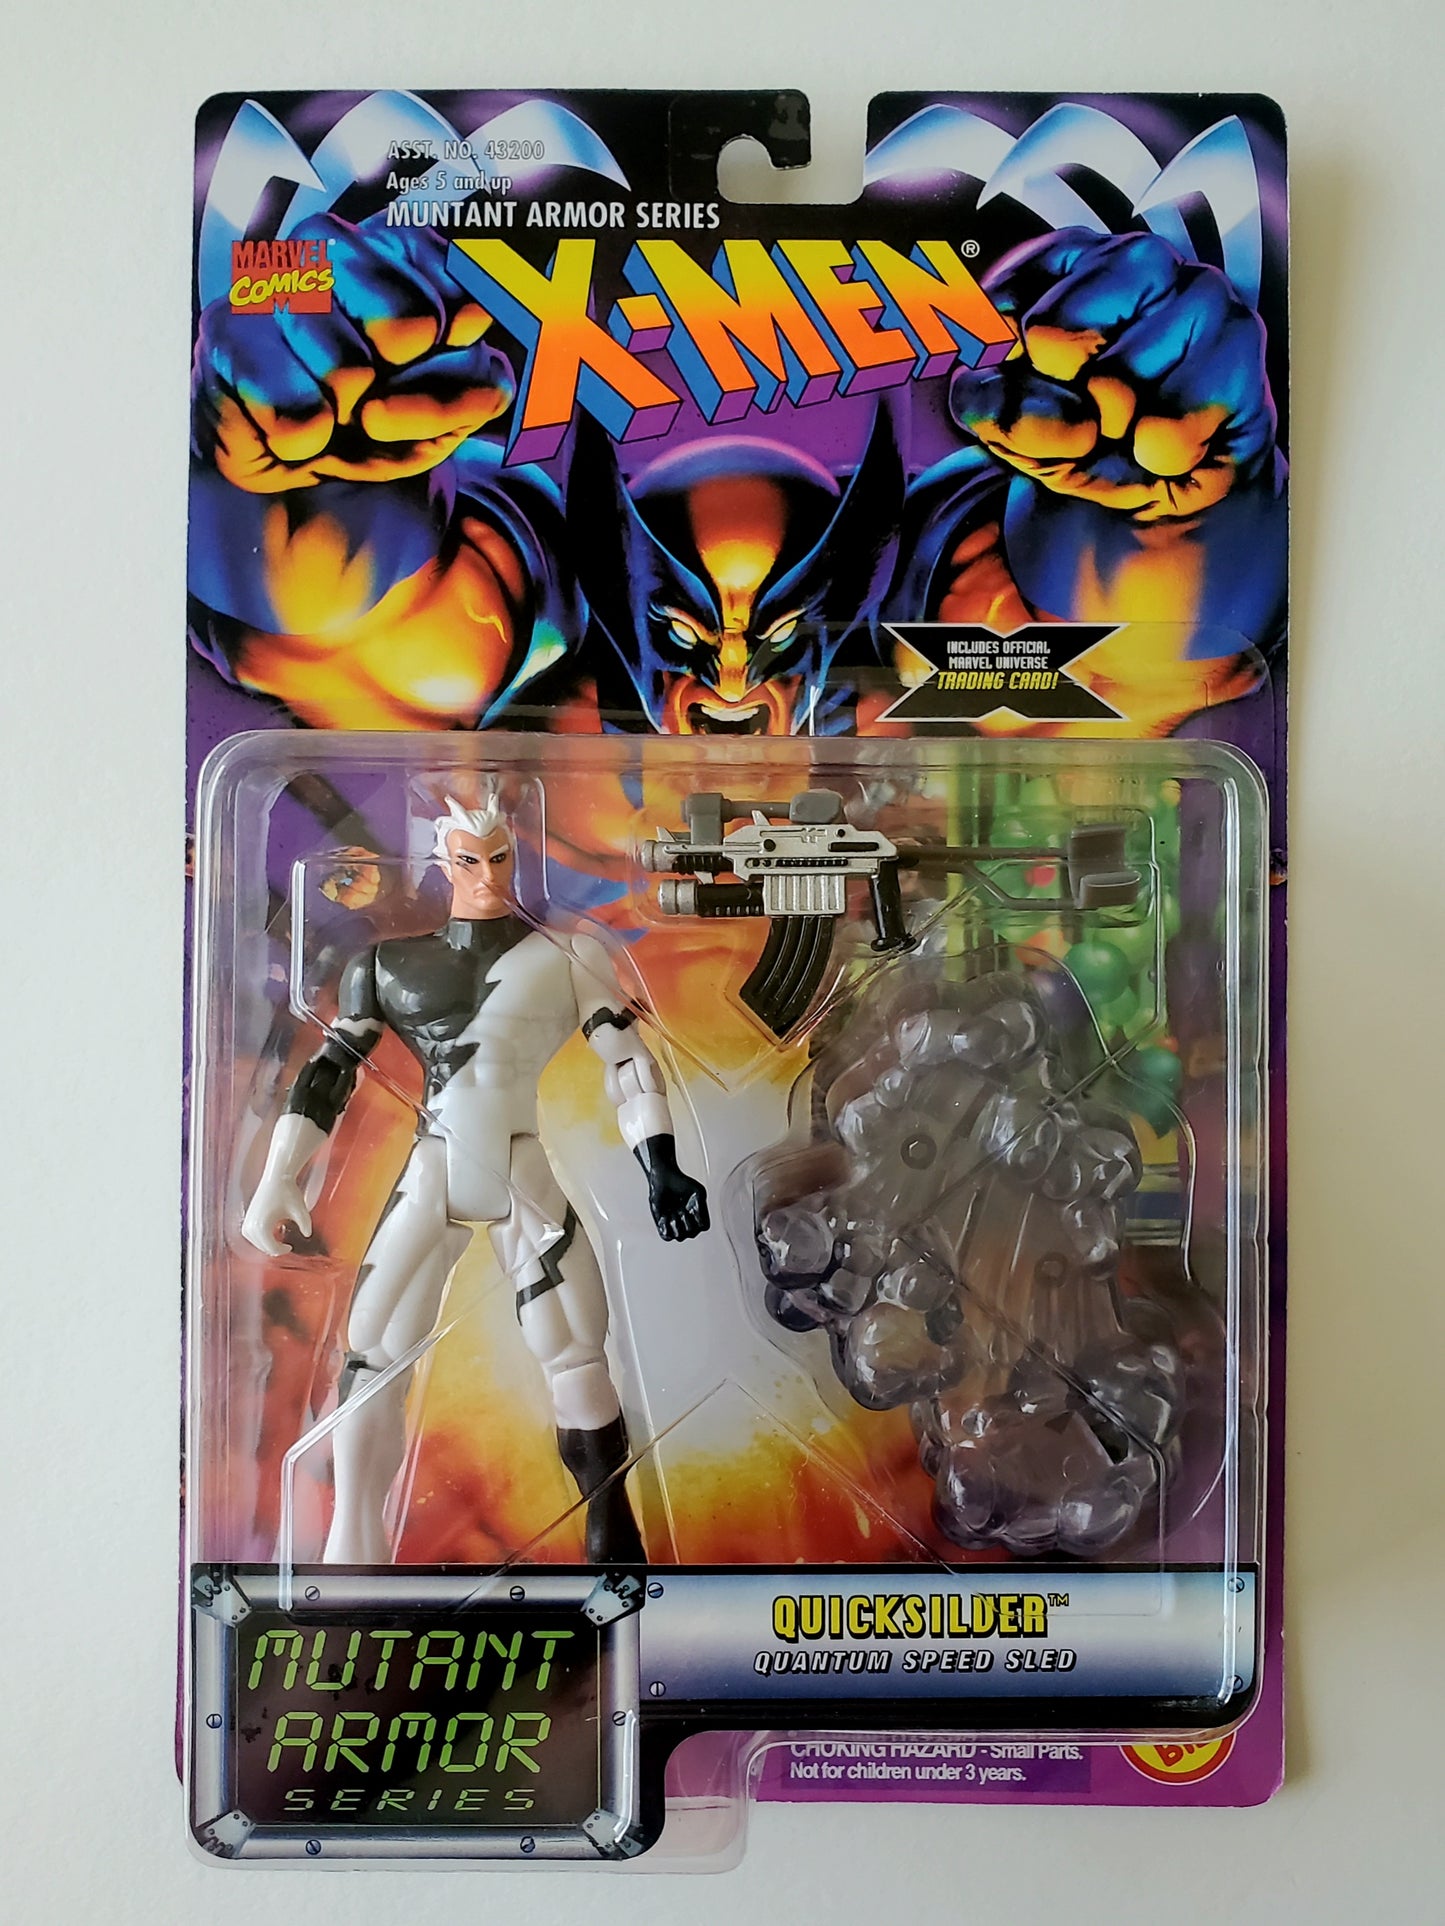 ASST. NO. 43200
Ages 5 and up
MUNTANT ARMOR SERIES
MARVEL
COMICS
X-MEN®
INCLUDES OFFICIAL
MARVEL UNIVERSE
TRADING CARD!
QUICKSILVER™
QUANTUM SPEED SLED
MUTANT
ARMOR
SERIES
CHOKING HAZARD - Small Parts.
Not for children under 3 years.